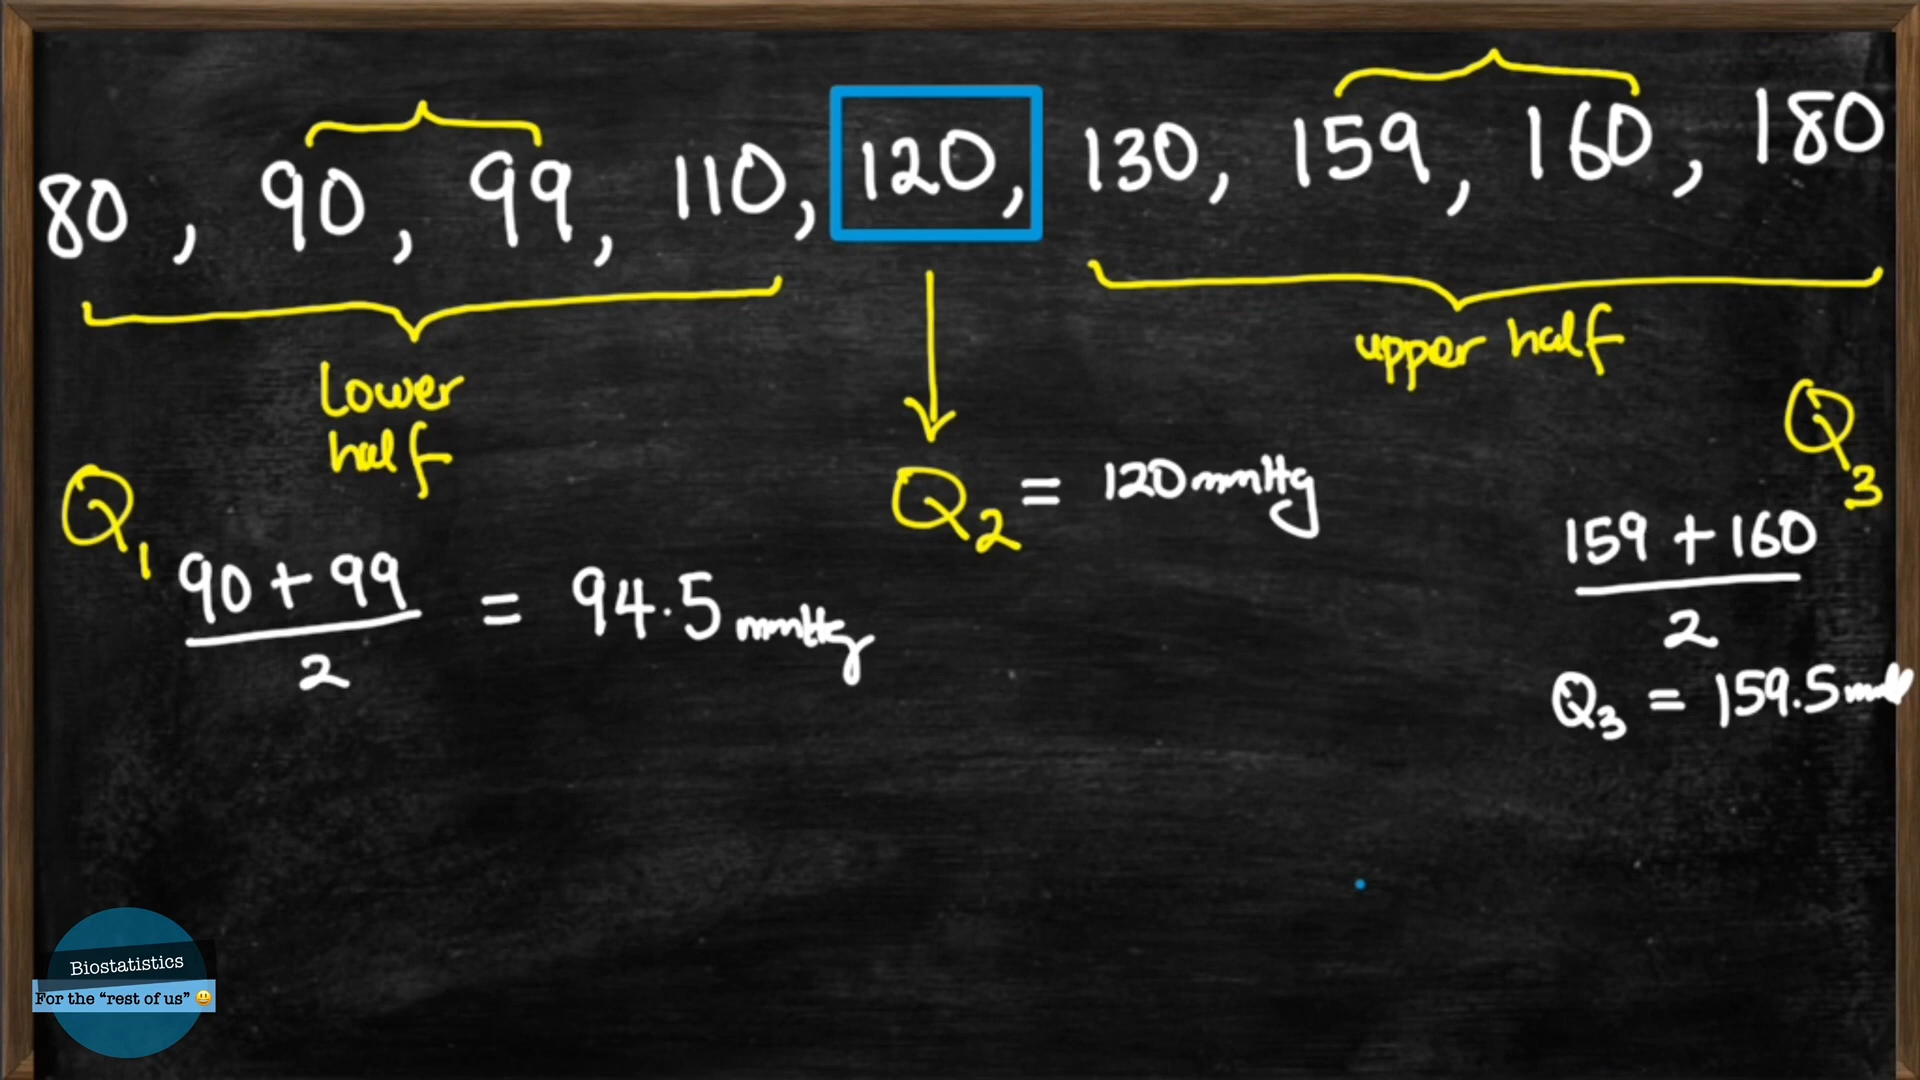 80, 90, 99, 110, 120, 130, 159, 160, 180
Lower
half
upper half
Q1
90 + 99
2
= 94.5 mmHg
Q2 = 120 mmHg
Q3
159 + 160
2
Q3 = 159.5
Biostatistics
For the “rest of us” 😃